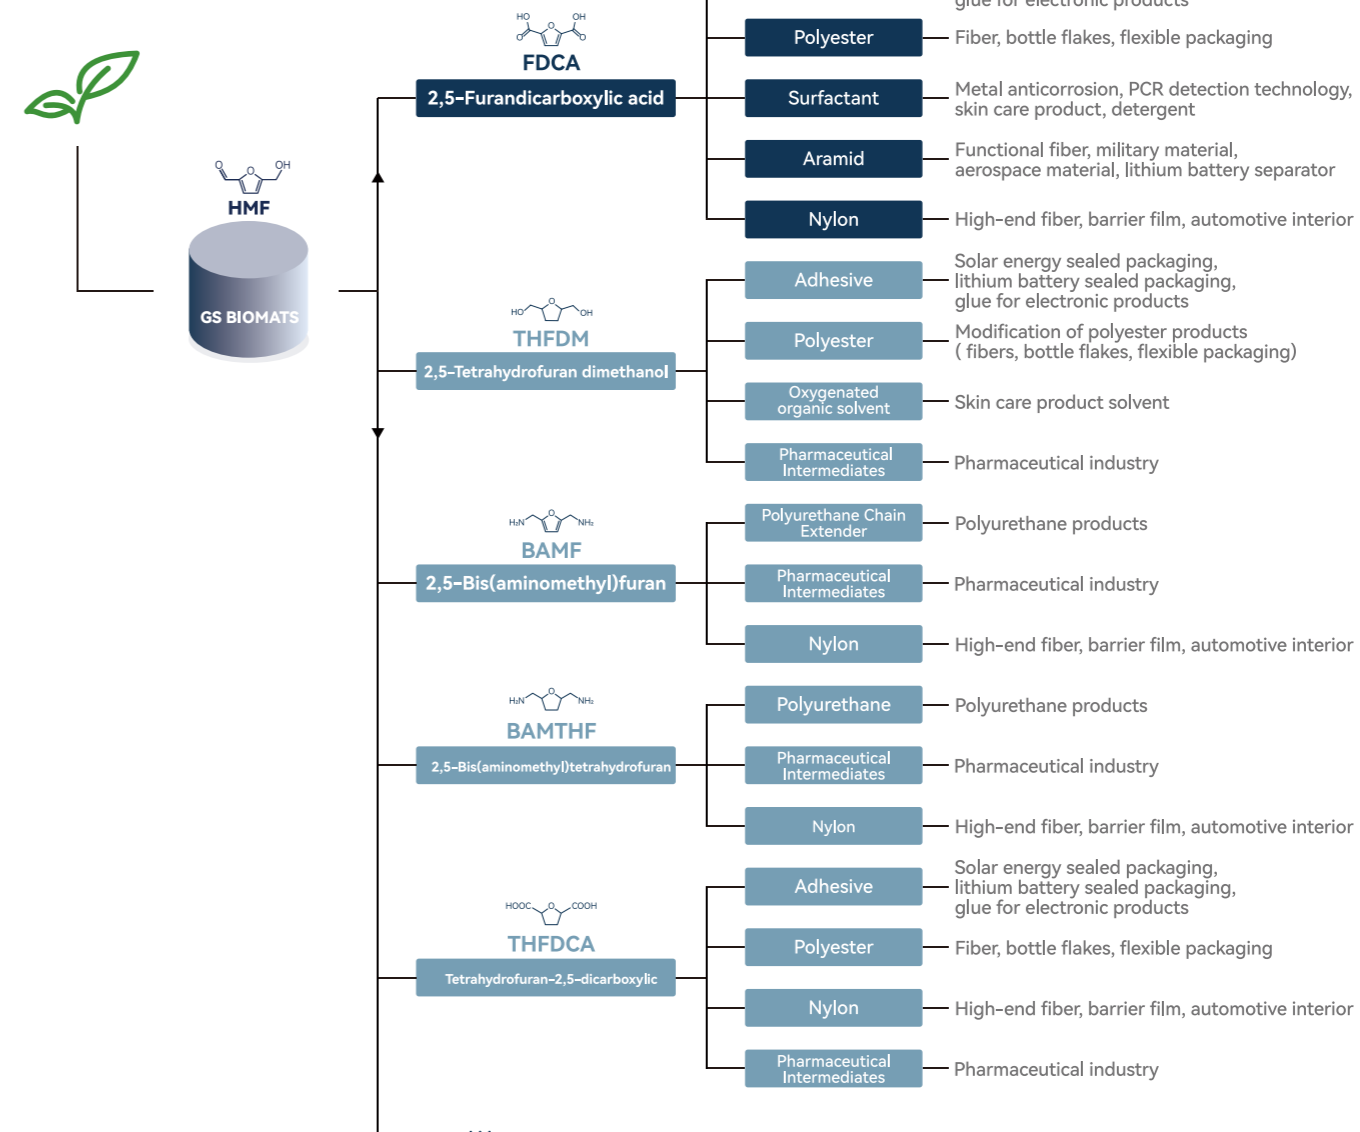 glue for electronic products
OH
OH
O
O
O
FDCA
2,5-Furandicarboxylic acid
Polyester
Fiber, bottle flakes, flexible packaging
Surfactant
Metal anticorrosion, PCR detection technology,
skin care product, detergent
Aramid
Functional fiber, military material,
aerospace material, lithium battery separator
Nylon
High-end fiber, barrier film, automotive interior
O
O
OH
HMF
GS BIOMATS
HO
O
OH
THFDM
2,5-Tetrahydrofuran dimethanol
Adhesive
Solar energy sealed packaging,
lithium battery sealed packaging,
glue for electronic products
Polyester
Modification of polyester products
( fibers, bottle flakes, flexible packaging)
Oxygenated
organic solvent
Skin care product solvent
Pharmaceutical
Intermediates
Pharmaceutical industry
H₂N
O
NH₂
BAMF
2,5-Bis(aminomethyl)furan
Polyurethane Chain
Extender
Polyurethane products
Pharmaceutical
Intermediates
Pharmaceutical industry
Nylon
High-end fiber, barrier film, automotive interior
H₂N
O
NH₂
BAMTHF
2,5-Bis(aminomethyl)tetrahydrofuran
Polyurethane
Polyurethane products
Pharmaceutical
Intermediates
Pharmaceutical industry
Nylon
High-end fiber, barrier film, automotive interior
HOOC
O
COOH
THFDCA
Tetrahydrofuran-2,5-dicarboxylic
Adhesive
Solar energy sealed packaging,
lithium battery sealed packaging,
glue for electronic products
Polyester
Fiber, bottle flakes, flexible packaging
Nylon
High-end fiber, barrier film, automotive interior
Pharmaceutical
Intermediates
Pharmaceutical industry